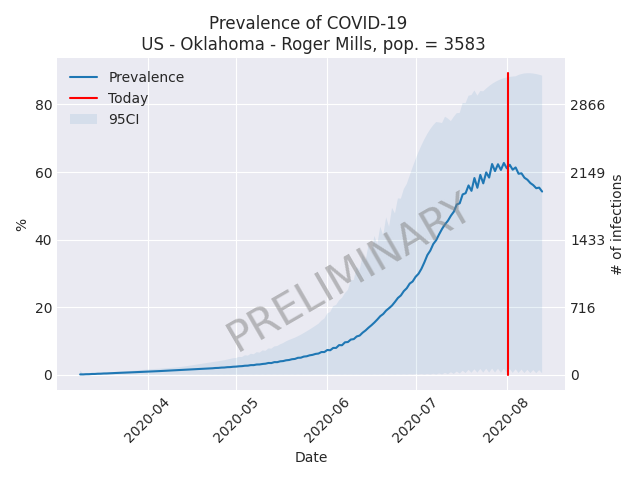 Prevalence of COVID-19
US - Oklahoma - Roger Mills, pop. = 3583
Prevalence
Today
95CI
80
60
40
20
0
%
2866
2149
1433
716
0
# of infections
PRELIMINARY
2020-04
2020-05
2020-06
2020-07
2020-08
Date